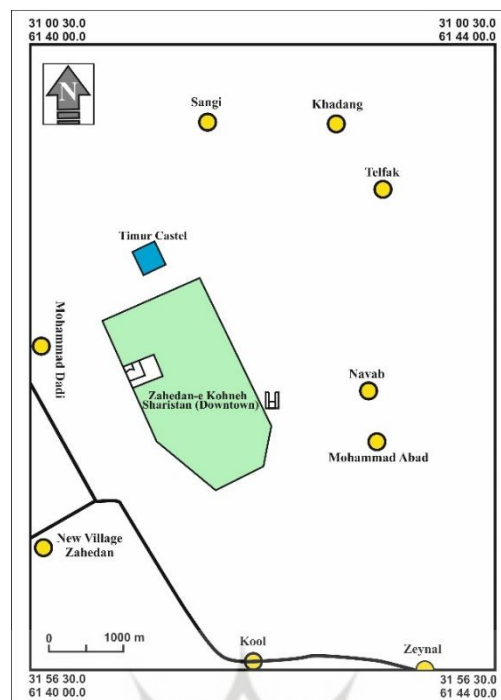 31 00 30.0
61 40 00.0
31 00 30.0
61 44 00.0
N
Sangi
Khadang
Telfak
Timur Castel
Mohammad Dadi
Navab
Zahedan-e Kohneh
Sharistan (Downtown)
Mohammad Abad
New Village
Zahedan
0 1000 m
Kool
Zeynal
31 56 30.0
61 40 00.0
31 56 30.0
61 44 00.0